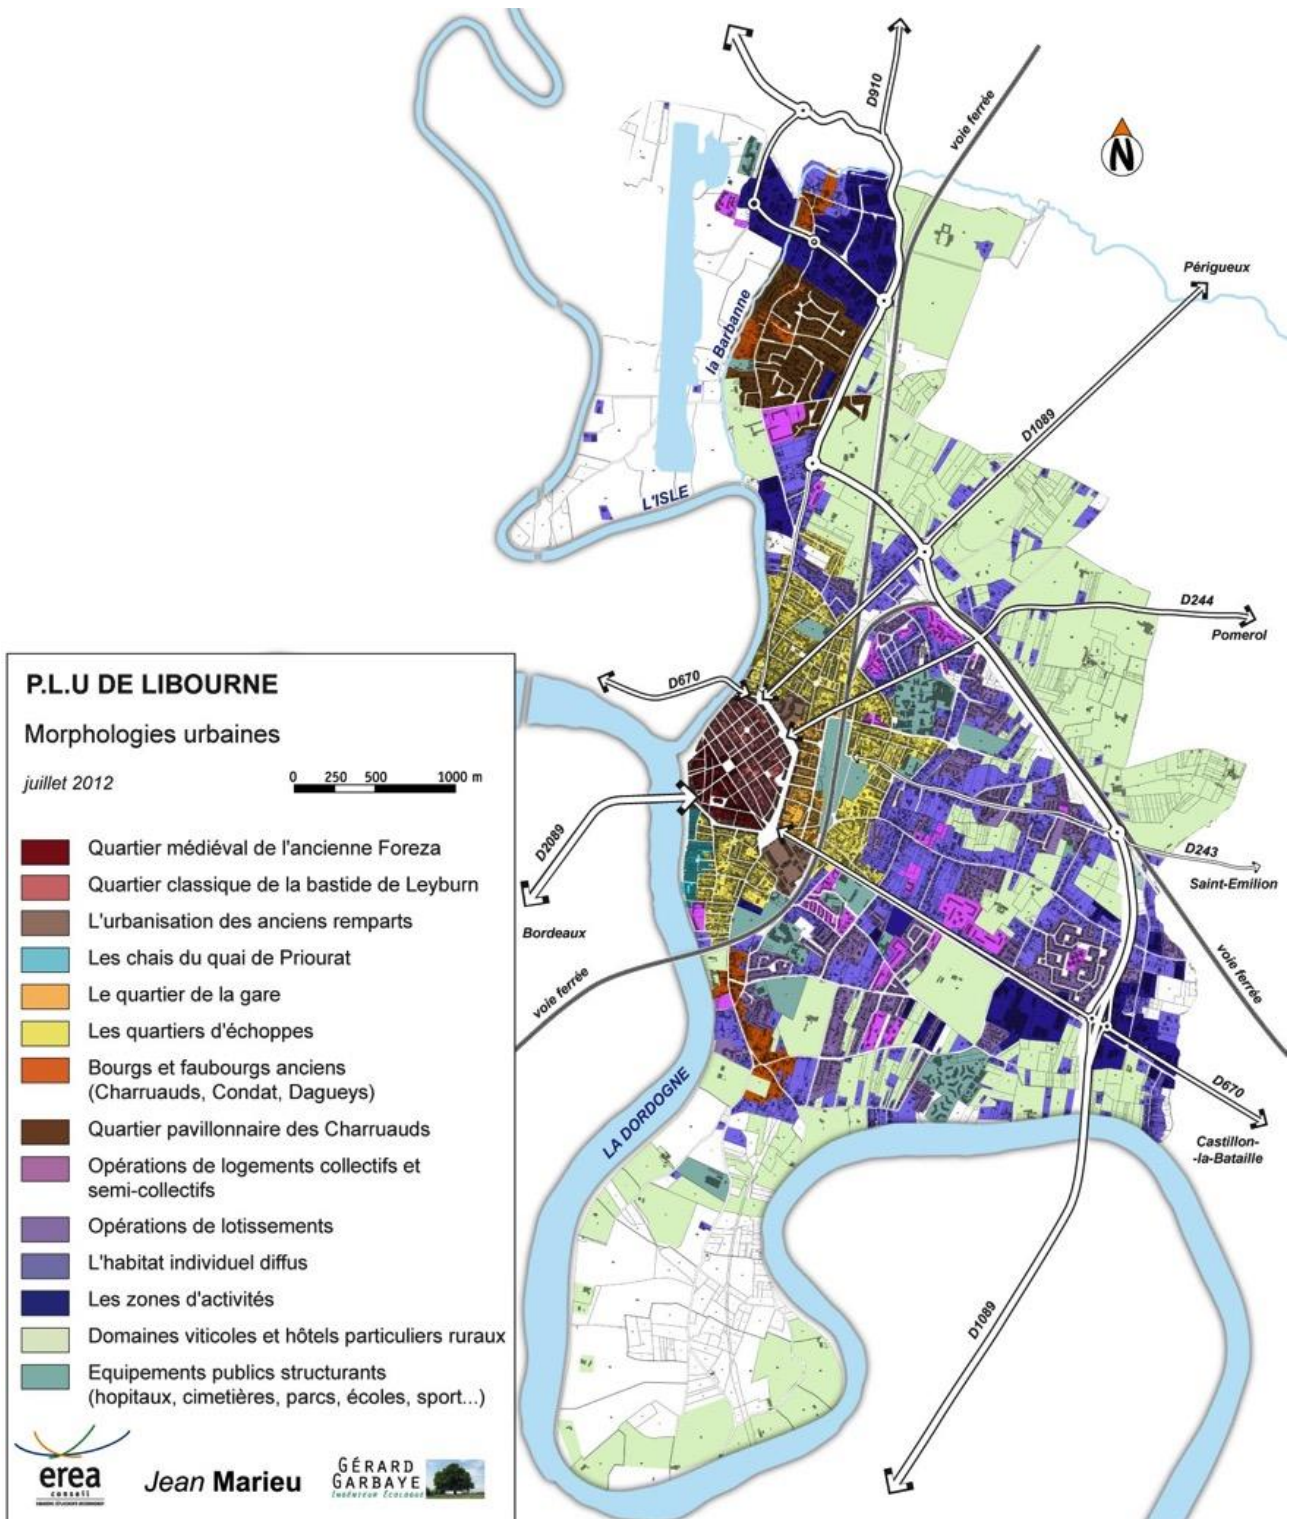 D910
voie ferrée
N
Périgueux
la Barbanne
D1089
L'ISLE
D244
Pomerol
D670
P.L.U DE LIBOURNE
Morphologies urbaines
juillet 2012
0 250 500 1000 m
D2089
Bordeaux
D243
Saint-Emilion
voie ferrée
voie ferrée
LA DORDOGNE
D670
Castillon-
-la-Bataille
D1089
Quartier médiéval de l'ancienne Foreza
Quartier classique de la bastide de Leyburn
L'urbanisation des anciens remparts
Les chais du quai de Priourat
Le quartier de la gare
Les quartiers d'échoppes
Bourgs et faubourgs anciens
(Charruauds, Condat, Dagueys)
Quartier pavillonnaire des Charruauds
Opérations de logements collectifs et
semi-collectifs
Opérations de lotissements
L'habitat individuel diffus
Les zones d'activités
Domaines viticoles et hôtels particuliers ruraux
Equipements publics structurants
(hopitaux, cimetières, parcs, écoles, sport...)
erea
conseil
Jean Marieu
GÉRARD
GARBAYE
Ingénieur Écologue